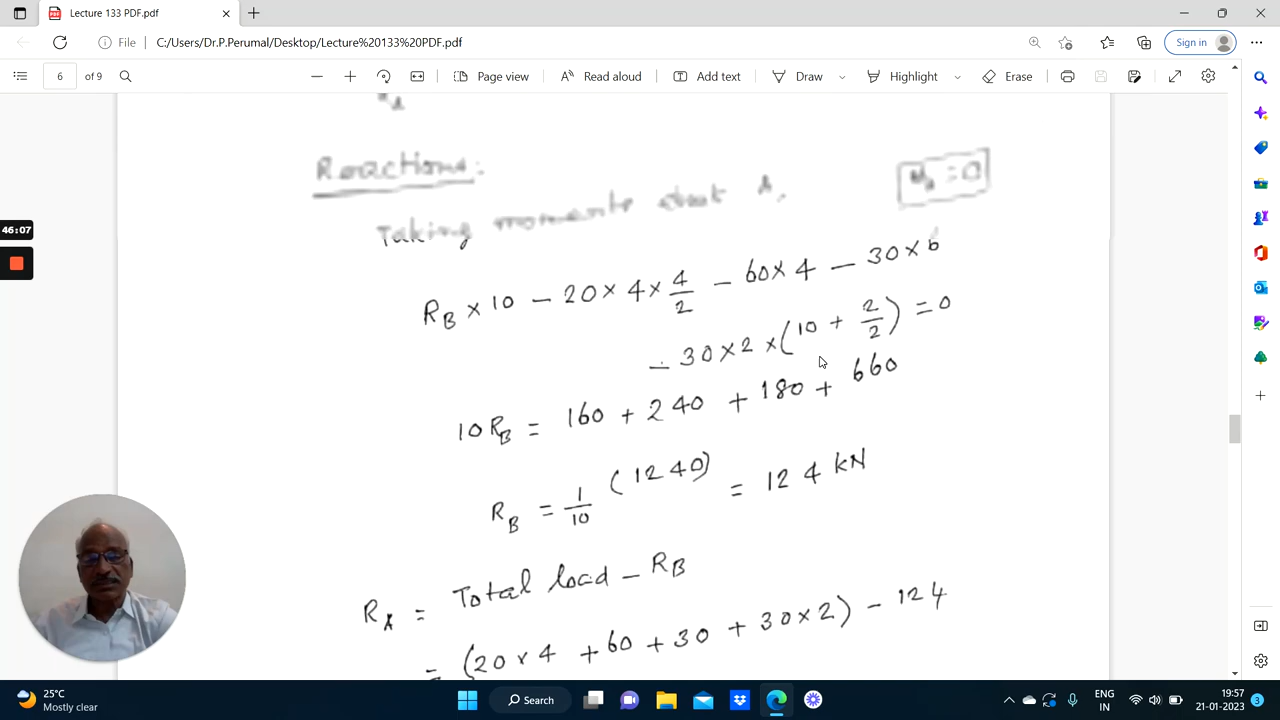 Lecture 133 PDF.pdf
File C:/Users/Dr.P.Perumal/Desktop/Lecture%20133%20PDF.pdf
Sign in
6 of 9
Page view
Read aloud
Add text
Draw
Highlight
Erase
Reactions:
Taking moments about A, M_A = 0
R_B × 10 − 20 × 4 × 4/2 − 60 × 4 − 30 × 6
− 30 × 2 × (10 + 2/2) = 0
10 R_B = 160 + 240 + 180 + 660
R_B = 1/10 (1240) = 124 kN
R_A = Total load − R_B
= (20 × 4 + 60 + 30 + 30 × 2) − 124
46:07
25°C
Mostly clear
Search
ENG
IN
19:57
21-01-2023
3